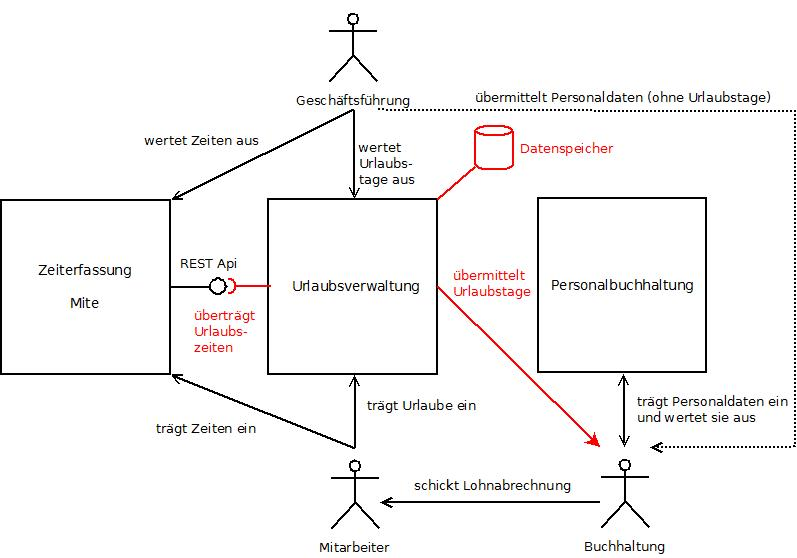 Geschäftsführung
übermittelt Personaldaten (ohne Urlaubstage)
wertet Zeiten aus
wertet
Urlaubs-
tage aus
Datenspeicher
Zeiterfassung
Mite
REST Api
überträgt
Urlaubs-
zeiten
Urlaubsverwaltung
übermittelt
Urlaubstage
Personalbuchhaltung
trägt Zeiten ein
trägt Urlaube ein
trägt Personaldaten ein
und wertet sie aus
schickt Lohnabrechnung
Mitarbeiter
Buchhaltung